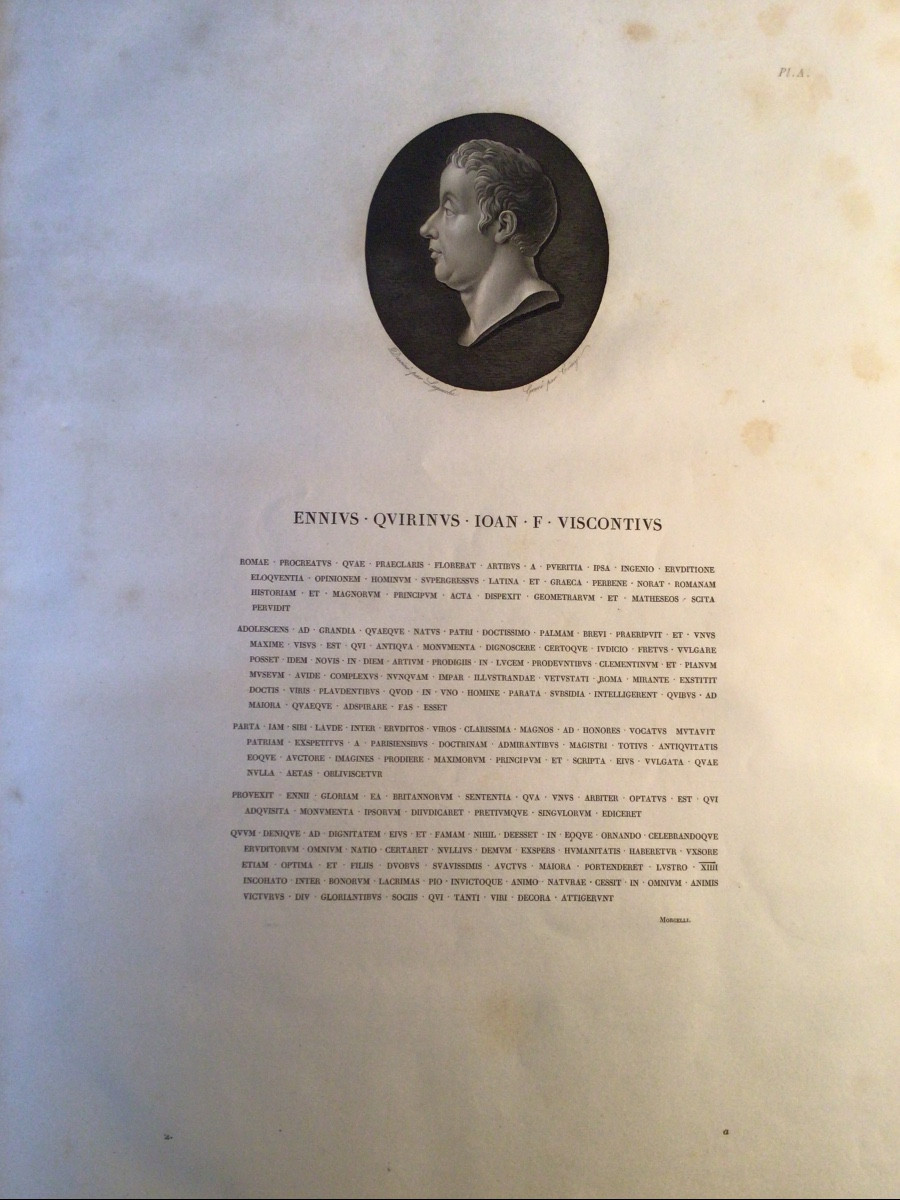 Pl. A.
ENNIVS · QVIRINVS · IOAN · F · VISCONTIVS
ROMAE · PROCREATVS · QVAE · PRAECLARIS · FLOREBAT · ARTIBVS · A · PVERITIA · IPSA · INGENIO · ERVDITIONE
ELOQVENTIA · OPINIONEM · HOMINVM · SVPERGRESSVS · LATINA · ET · GRAECA · PERBENE · NORAT · ROMANAM
HISTORIAM · ET · MAGNORVM · PRINCIPVM · ACTA · DISPEXIT · GEOMETRARVM · ET · MATHESEOS · SCITA
PERVIDIT
ADOLESCENS · AD · GRANDIA · QVAEQVE · NATVS · PATRI · DOCTISSIMO · PALMAM · BREVI · PRAERIPVIT · ET · VNVS
MAXIME · VISVS · EST · QVI · ANTIQVA · MONVMENTA · DIGNOSCERE · CERTOQVE · IVDICIO · FRETVS · VVLGARE
POSSET · IDEM · NOVIS · IN · DIEM · ARTIVM · PRODIGIIS · IN · LVCEM · PRODEVNTIBVS · CLEMENTINVM · ET · PIANVM
MVSEVM · AVIDE · COMPLEXVS · NVNQVAM · IMPAR · ILLVSTRANDAE · VETVSTATI · ROMA · MIRANTE · EXSTITIT
DOCTIS · VIRIS · PLAVDENTIBVS · QVOD · IN · VNO · HOMINE · PARATA · SVBSIDIA · INTELLIGERENT · QVIBVS · AD
MAIORA · QVAEQVE · ADSPIRARE · FAS · ESSET
PARTA · IAM · SIBI · LAVDE · INTER · ERVDITOS · VIROS · CLARISSIMA · MAGNOS · AD · HONORES · VOCATVS · MVTAVIT
PATRIAM · EXSPETITVS · A · PARISIENSIBVS · DOCTRINAM · ADMIRANTIBVS · MAGISTRI · TOTIVS · ANTIQVITATIS
EOQVE · AVCTORE · IMAGINES · PRODIERE · MAXIMORVM · PRINCIPVM · ET · SCRIPTA · EIVS · VVLGATA · QVAE
NVLLA · AETAS · OBLIVISCETVR
PROVEXIT · ENNII · GLORIAM · EA · BRITANNORVM · SENTENTIA · QVA · VNVS · ARBITER · OPTATVS · EST · QVI
ADQVISITA · MONVMENTA · IPSORVM · DIIVDICARET · PRETIVMQVE · SINGVLORVM · EDICERET
QVVM · DENIQVE · AD · DIGNITATEM · EIVS · ET · FAMAM · NIHIL · DEESSET · IN · EOQVE · ORNANDO · CELEBRANDOQVE
ERVDITORVM · OMNIVM · NATIO · CERTARET · NVLLIVS · DEMVM · EXSPERS · HVMANITATIS · HABERETVR · VXSORE
ETIAM · OPTIMA · ET · FILIIS · DVOBVS · SVAVISSIMIS · AVCTVS · MAIORA · PORTENDERET · LVSTRO · XIIII
INCOHATO · INTER · BONORVM · LACRIMAS · PIO · INVICTOQVE · ANIMO · NATVRAE · CESSIT · IN · OMNIVM · ANIMIS
VICTVRVS · DIV · GLORIANTIBVS · SOCIIS · QVI · TANTI · VIRI · DECORA · ATTIGERVNT
MORCELLI.
2.
a